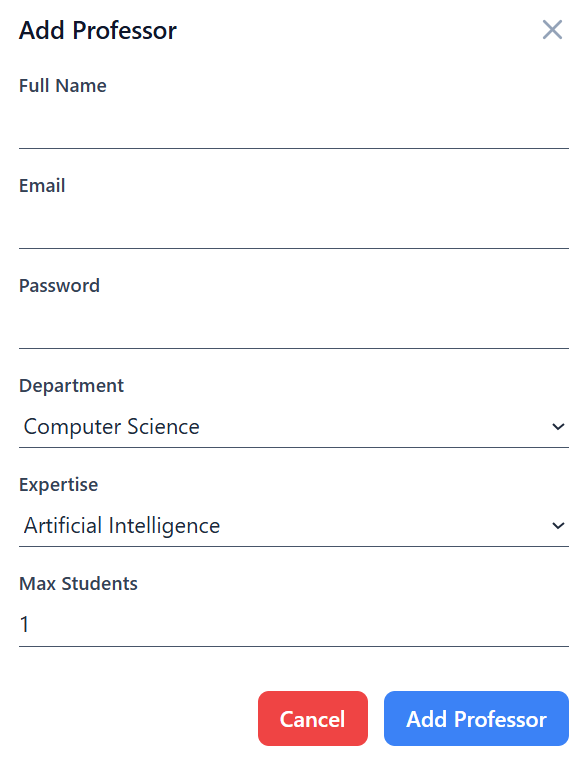 Add Professor
Full Name
Email
Password
Department
Computer Science
Expertise
Artificial Intelligence
Max Students
1
Cancel Add Professor